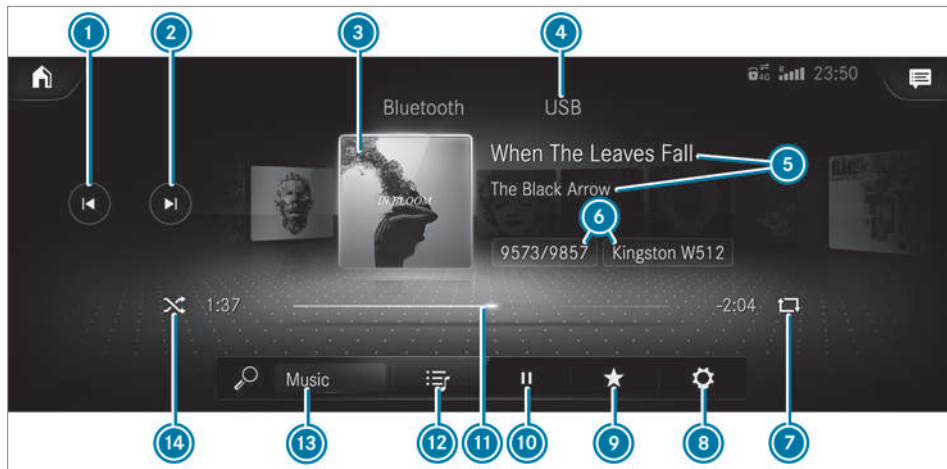 1 2 3 4
4G R 23:50
Bluetooth USB
When The Leaves Fall
5
The Black Arrow
IN BLOOM
6
9573/9857 Kingston W512
1:37 -2:04
Music
14 13 12 11 10 9 8 7